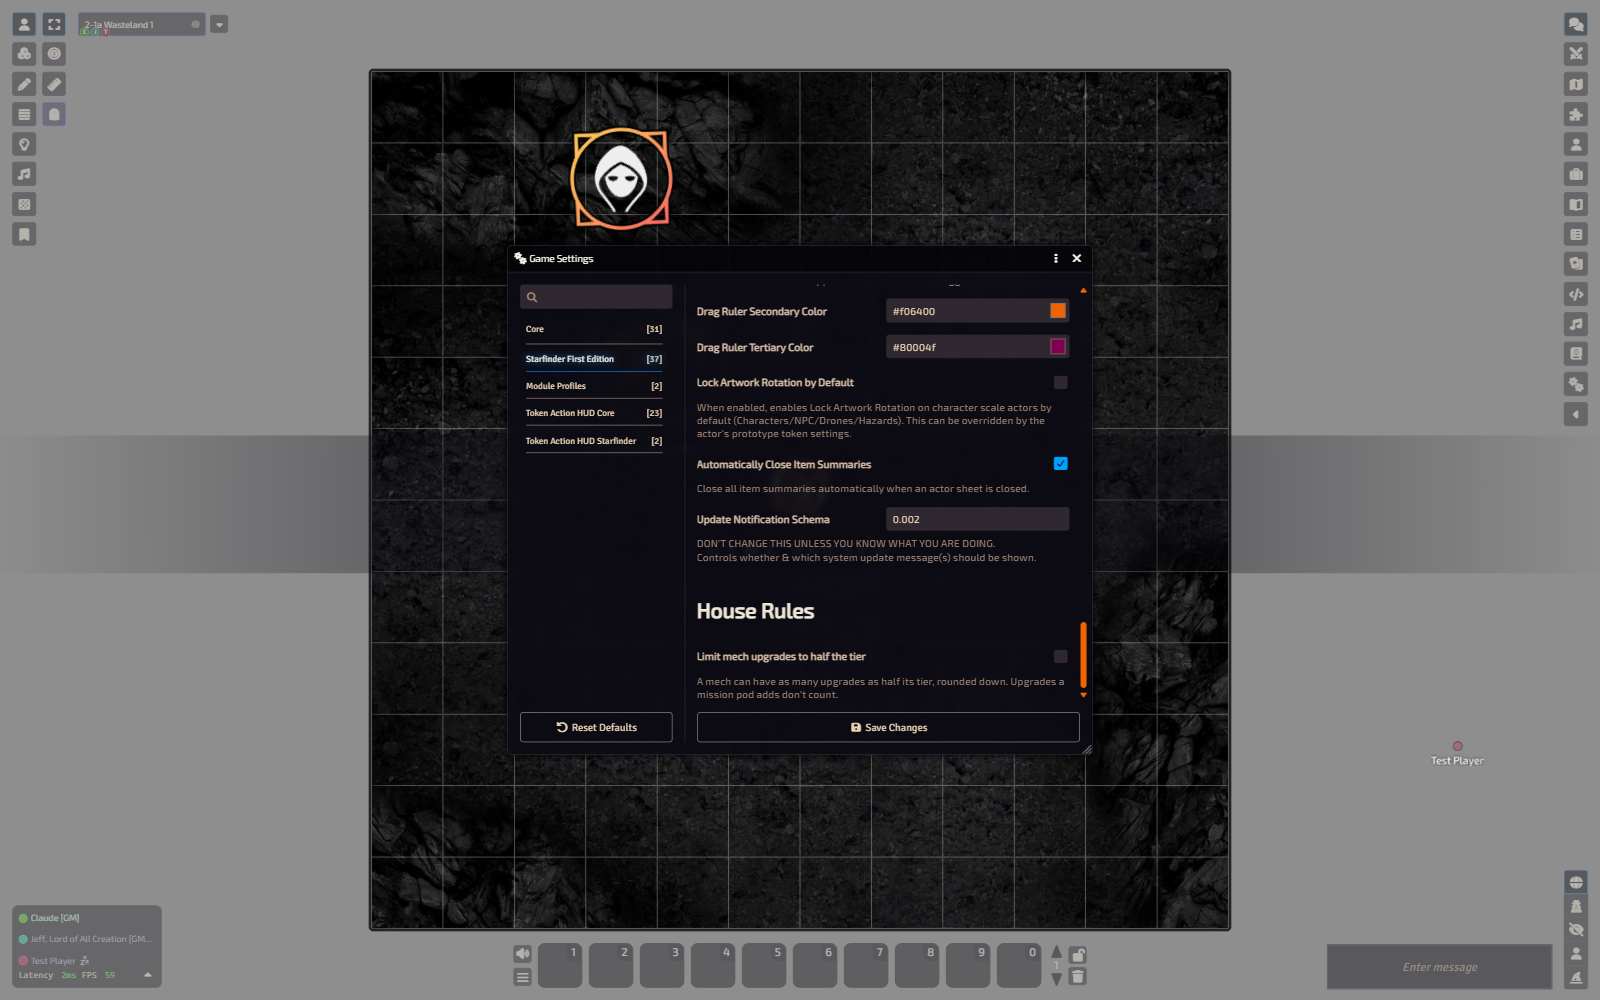 2-1a Wasteland 1
C J T
Game Settings
Core [31]
Starfinder First Edition [37]
Module Profiles [2]
Token Action HUD Core [23]
Token Action HUD Starfinder [2]
Drag Ruler Secondary Color #f06400
Drag Ruler Tertiary Color #80004f
Lock Artwork Rotation by Default
When enabled, enables Lock Artwork Rotation on character scale actors by
default (Characters/NPC/Drones/Hazards). This can be overridden by the
actor's prototype token settings.
Automatically Close Item Summaries
Close all item summaries automatically when an actor sheet is closed.
Update Notification Schema 0.002
DON'T CHANGE THIS UNLESS YOU KNOW WHAT YOU ARE DOING.
Controls whether & which system update message(s) should be shown.
House Rules
Limit mech upgrades to half the tier
A mech can have as many upgrades as half its tier, rounded down. Upgrades a
mission pod adds don't count.
Reset Defaults
Save Changes
Test Player
Claude [GM]
Jeff, Lord of All Creation [GM...
Test Player
Latency 2ms FPS 59
1 2 3 4 5 6 7 8 9 0
1
Enter message